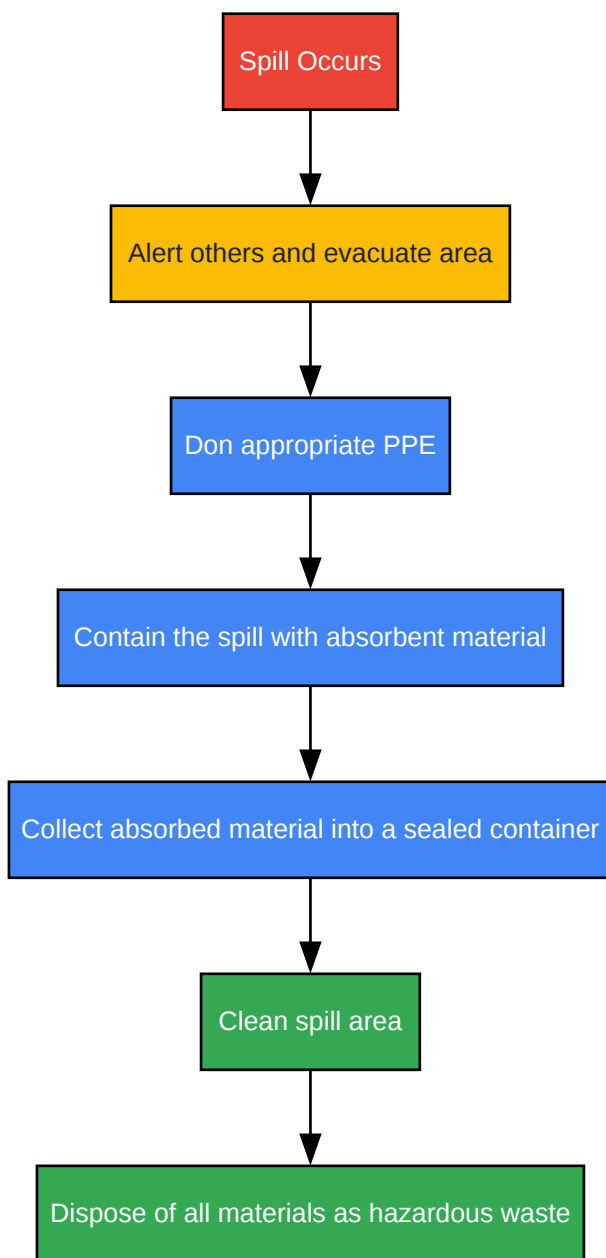 Spill Occurs
Alert others and evacuate area
Don appropriate PPE
Contain the spill with absorbent material
Collect absorbed material into a sealed container
Clean spill area
Dispose of all materials as hazardous waste